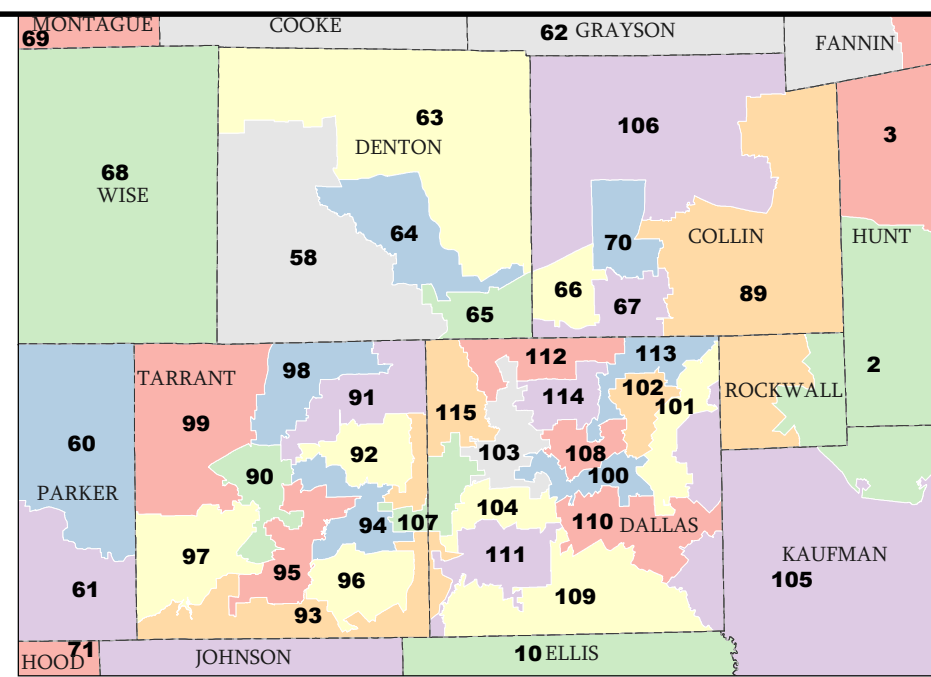 MONTAGUE
COOKE
69
62 GRAYSON
FANNIN
63
106
3
DENTON
68
WISE
64
58
70
COLLIN
HUNT
66
89
65
67
112
113
2
TARRANT
98
114
102
ROCKWALL
91
101
99
115
60
92
103
108
90
100
PARKER
104
94
107
110 DALLAS
97
111
KAUFMAN
95
96
105
61
109
93
71
HOOD
JOHNSON
10 ELLIS